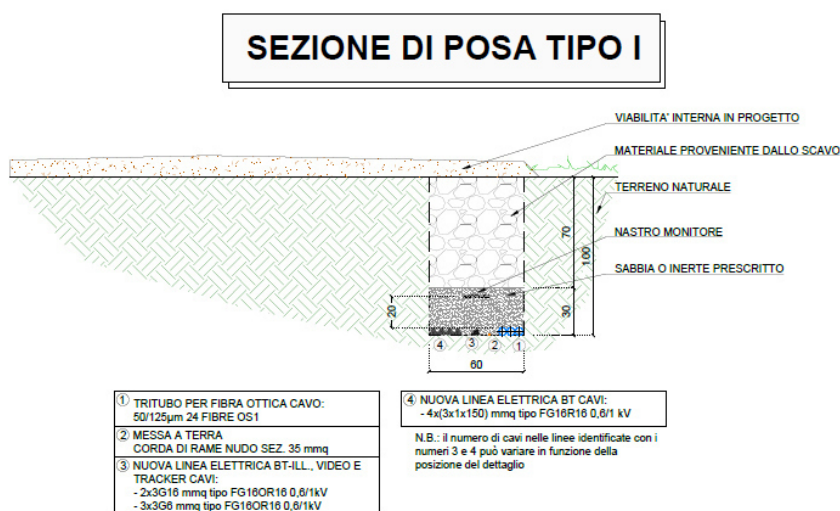 SEZIONE DI POSA TIPO I
VIABILITA' INTERNA IN PROGETTO
MATERIALE PROVENIENTE DALLO SCAVO
TERRENO NATURALE
NASTRO MONITORE
SABBIA O INERTE PRESCRITTO
70
100
30
20
4 3 2 1
60
1 TRITUBO PER FIBRA OTTICA CAVO:
50/125µm 24 FIBRE OS1
2 MESSA A TERRA
CORDA DI RAME NUDO SEZ. 35 mmq
3 NUOVA LINEA ELETTRICA BT-ILL., VIDEO E
TRACKER CAVI:
- 2x3G16 mmq tipo FG16OR16 0,6/1kV
- 3x3G6 mmq tipo FG16OR16 0,6/1kV
4 NUOVA LINEA ELETTRICA BT CAVI:
- 4x(3x1x150) mmq tipo FG16R16 0,6/1 kV
N.B.: il numero di cavi nelle linee identificate con i
numeri 3 e 4 può variare in funzione della
posizione del dettaglio